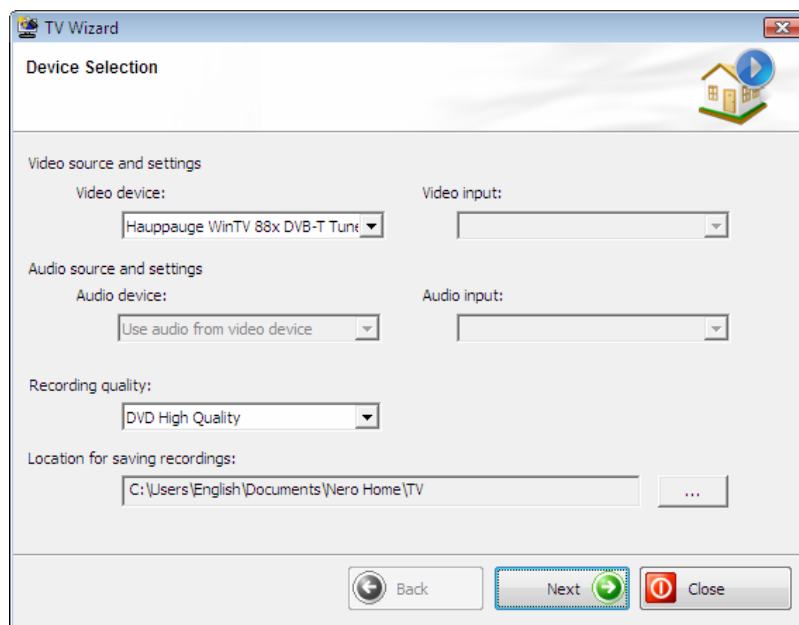 TV Wizard
Device Selection
Video source and settings
Video device: Video input:
Hauppauge WinTV 88x DVB-T Tune
Audio source and settings
Audio device: Audio input:
Use audio from video device
Recording quality:
DVD High Quality
Location for saving recordings:
C:\Users\English\Documents\Nero Home\TV
...
Back Next Close